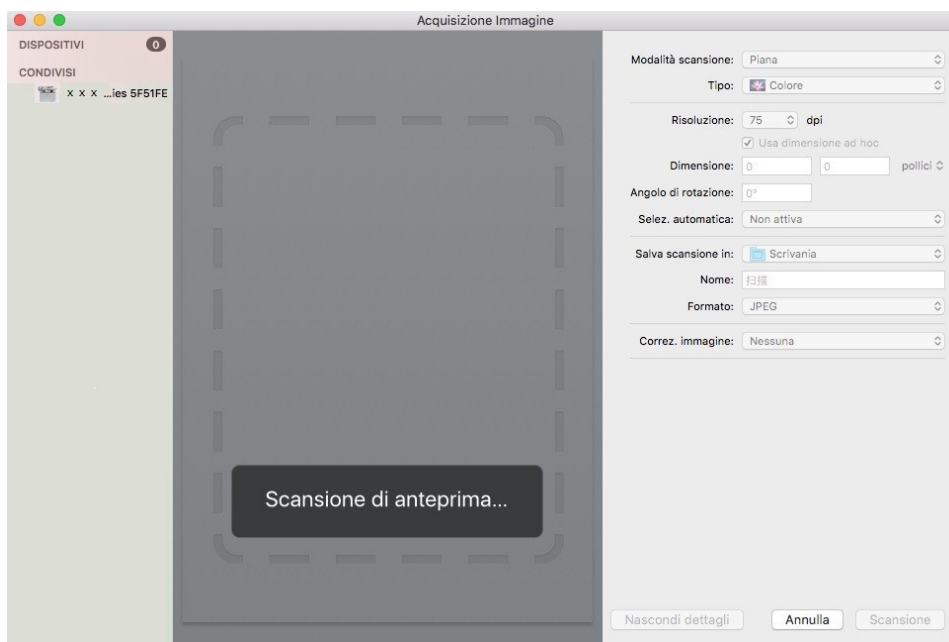 Acquisizione Immagine
DISPOSITIVI 0
CONDIVISI
x x x ...ies 5F51FE
Scansione di anteprima...
Modalità scansione: Piana
Tipo: Colore
Risoluzione: 75 dpi
Usa dimensione ad hoc
Dimensione: 0 0 pollici
Angolo di rotazione: 0°
Selez. automatica: Non attiva
Salva scansione in: Scrivania
Nome: 扫描
Formato: JPEG
Correz. immagine: Nessuna
Nascondi dettagli Annulla Scansione